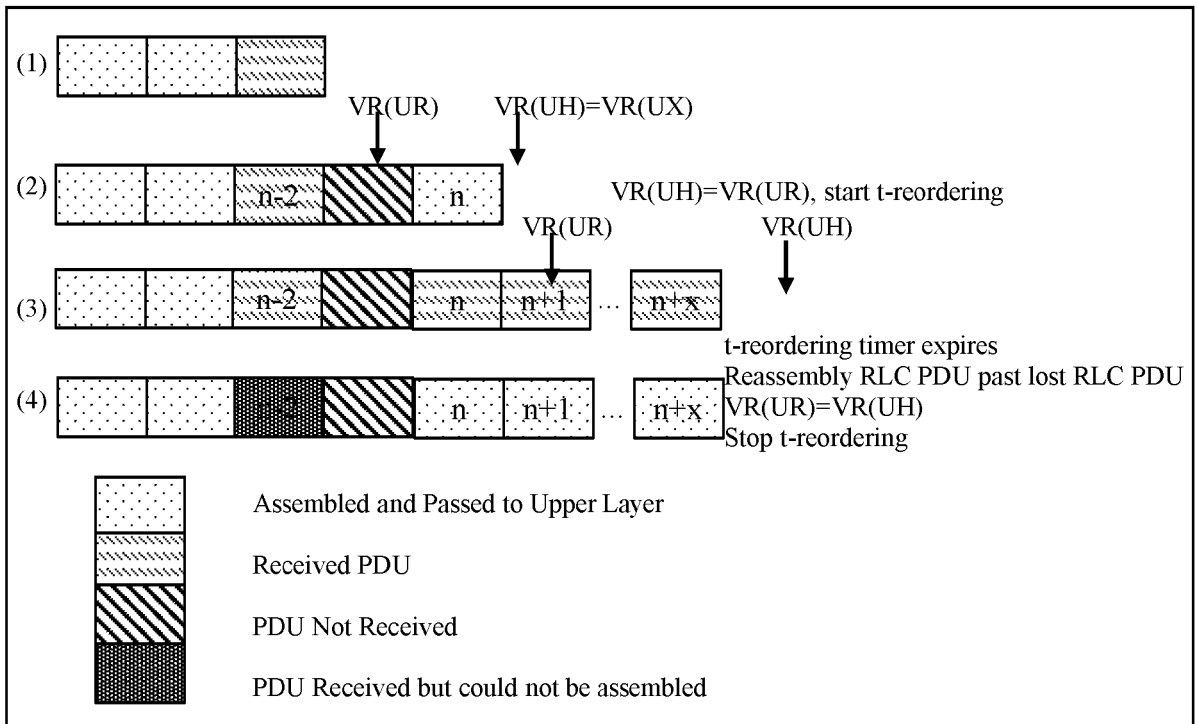 (1)
VR(UR) VR(UH)=VR(UX)
(2) n-2 n
VR(UH)=VR(UR), start t-reordering
VR(UR) VR(UH)
(3) n-2 n n+1 ... n+x
t-reordering timer expires
Reassembly RLC PDU past lost RLC PDU
(4) n n+1 ... n+x
VR(UR)=VR(UH)
Stop t-reordering
Assembled and Passed to Upper Layer
Received PDU
PDU Not Received
PDU Received but could not be assembled